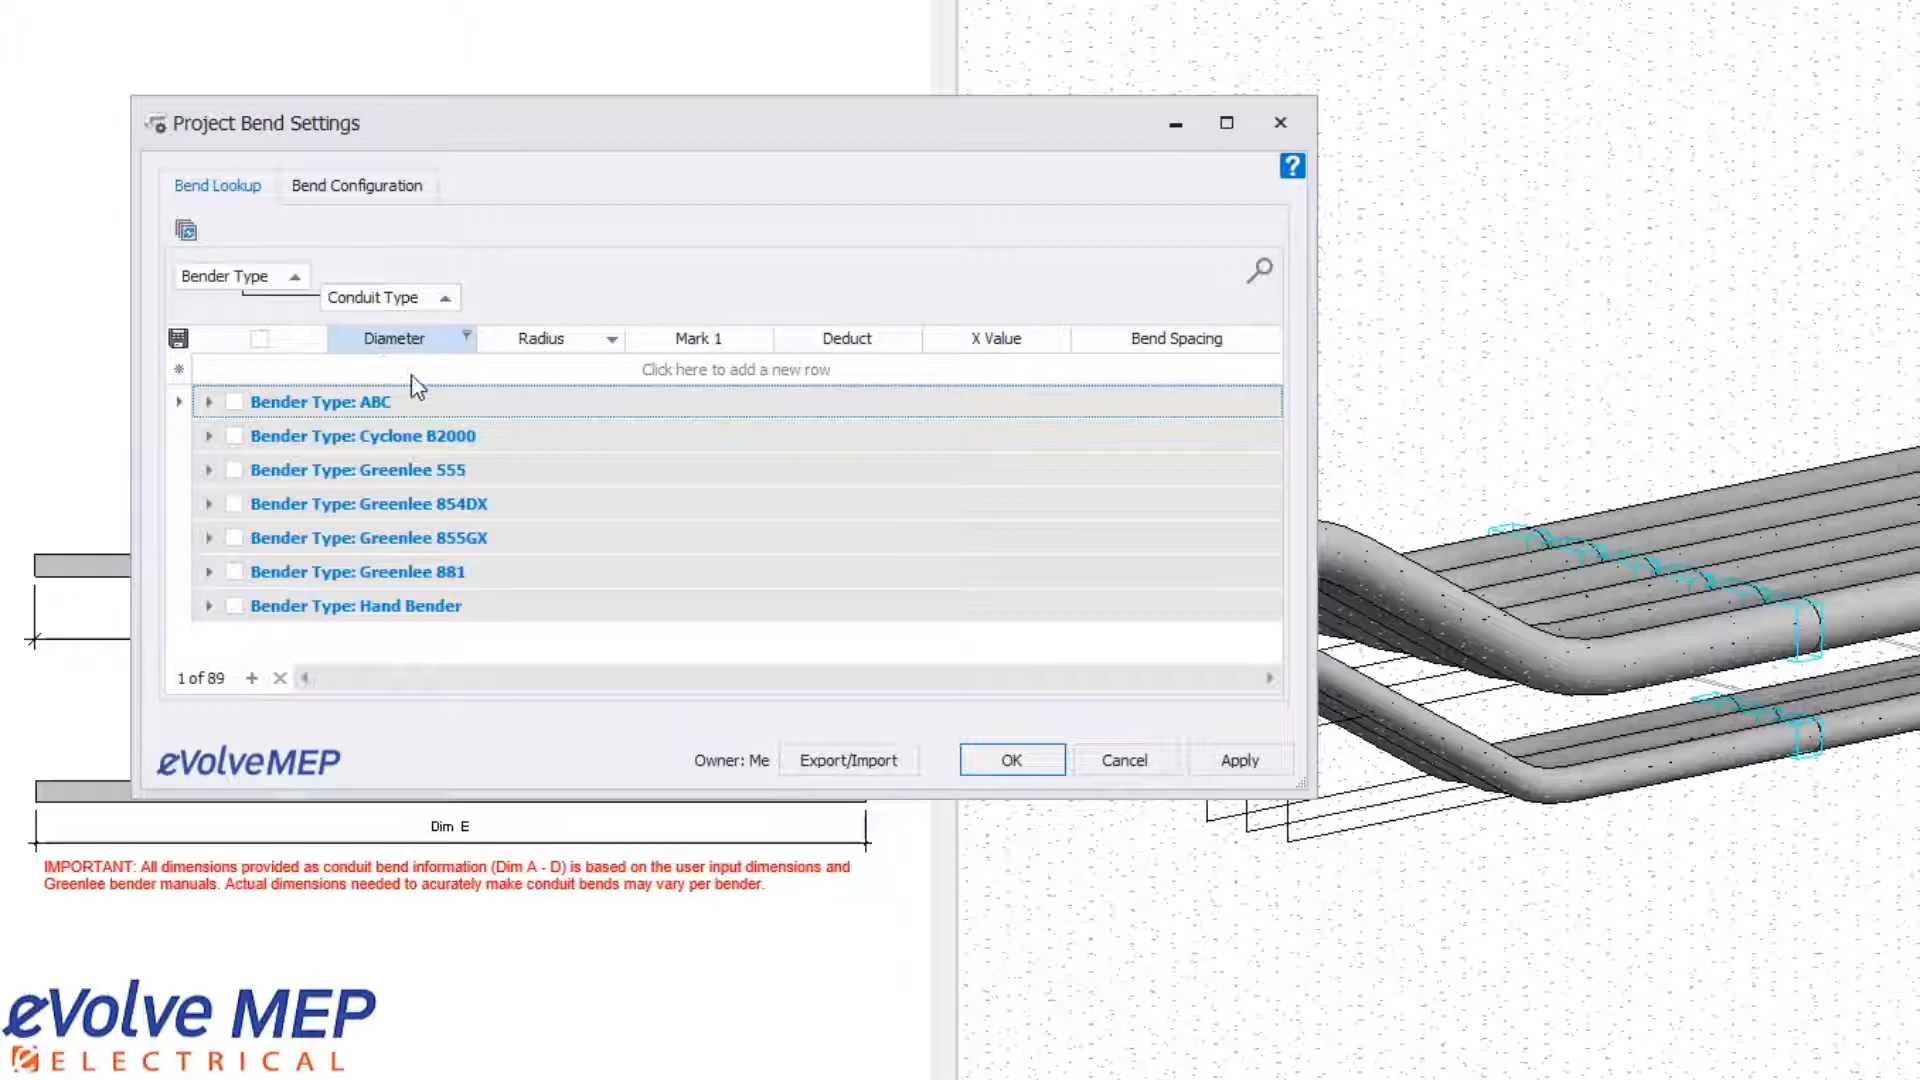 Project Bend Settings
?
Bend Lookup
Bend Configuration
Bender Type
Conduit Type
Diameter
Radius
Mark 1
Deduct
X Value
Bend Spacing
Click here to add a new row
Bender Type: ABC
Bender Type: Cyclone B2000
Bender Type: Greenlee 555
Bender Type: Greenlee 854DX
Bender Type: Greenlee 855GX
Bender Type: Greenlee 881
Bender Type: Hand Bender
1 of 89
eVolveMEP
Owner: Me
Export/Import
OK
Cancel
Apply
Dim E
IMPORTANT: All dimensions provided as conduit bend information (Dim A - D) is based on the user input dimensions and
Greenlee bender manuals. Actual dimensions needed to acurately make conduit bends may vary per bender.
eVolve MEP
ELECTRICAL